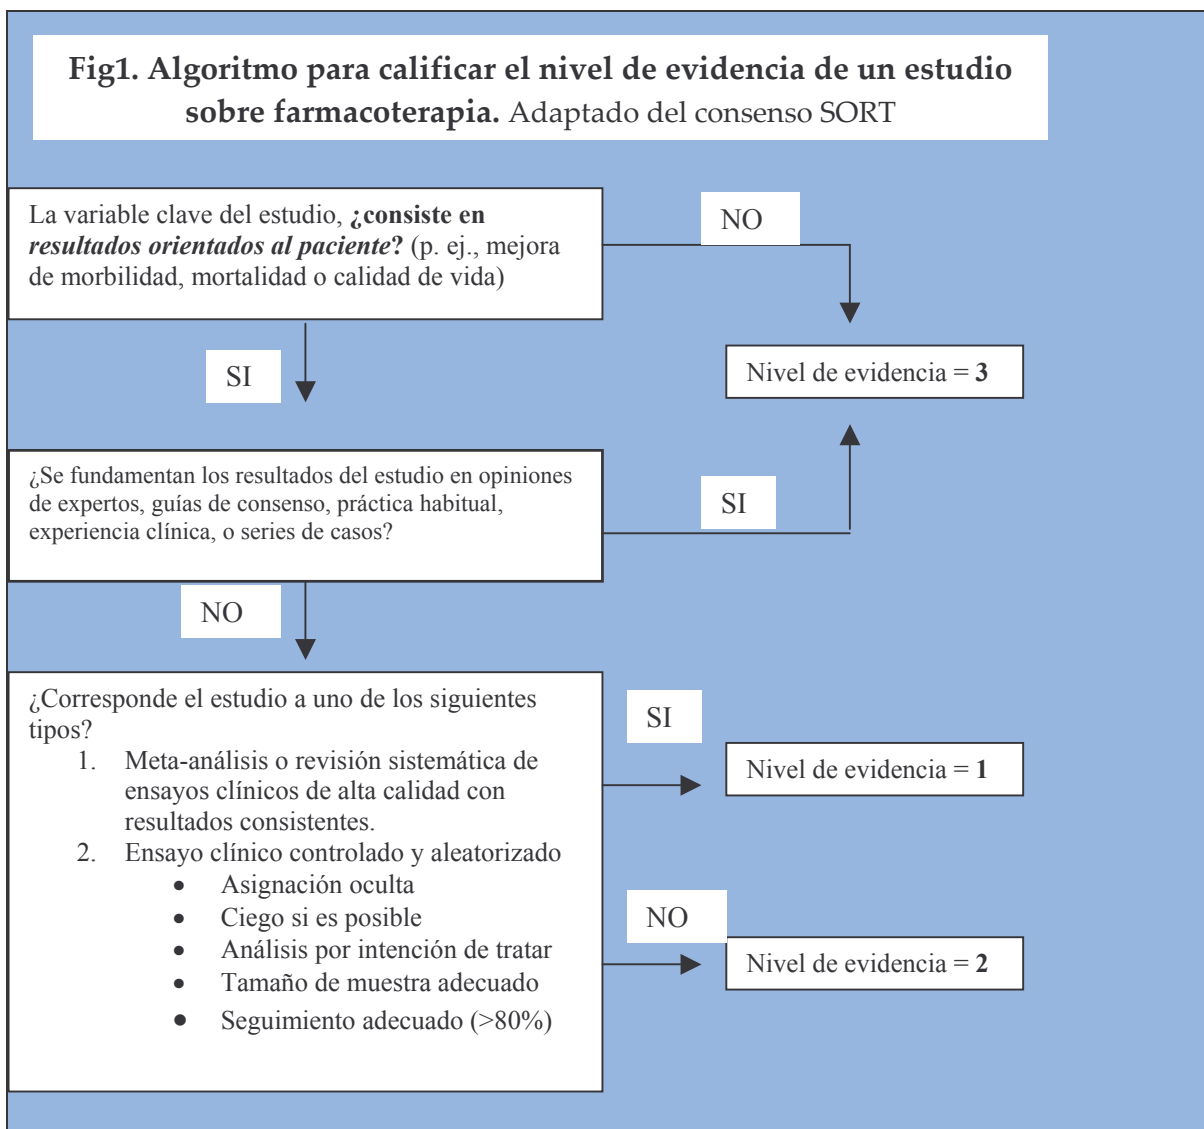 Fig1. Algoritmo para calificar el nivel de evidencia de un estudio
sobre farmacoterapia. Adaptado del consenso SORT
La variable clave del estudio, ¿consiste en
resultados orientados al paciente? (p. ej., mejora
de morbilidad, mortalidad o calidad de vida)
NO
SI
Nivel de evidencia = 3
¿Se fundamentan los resultados del estudio en opiniones
de expertos, guías de consenso, práctica habitual,
experiencia clínica, o series de casos?
SI
NO
¿Corresponde el estudio a uno de los siguientes
tipos?
1. Meta-análisis o revisión sistemática de
ensayos clínicos de alta calidad con
resultados consistentes.
2. Ensayo clínico controlado y aleatorizado
• Asignación oculta
• Ciego si es posible
• Análisis por intención de tratar
• Tamaño de muestra adecuado
• Seguimiento adecuado (>80%)
SI
Nivel de evidencia = 1
NO
Nivel de evidencia = 2